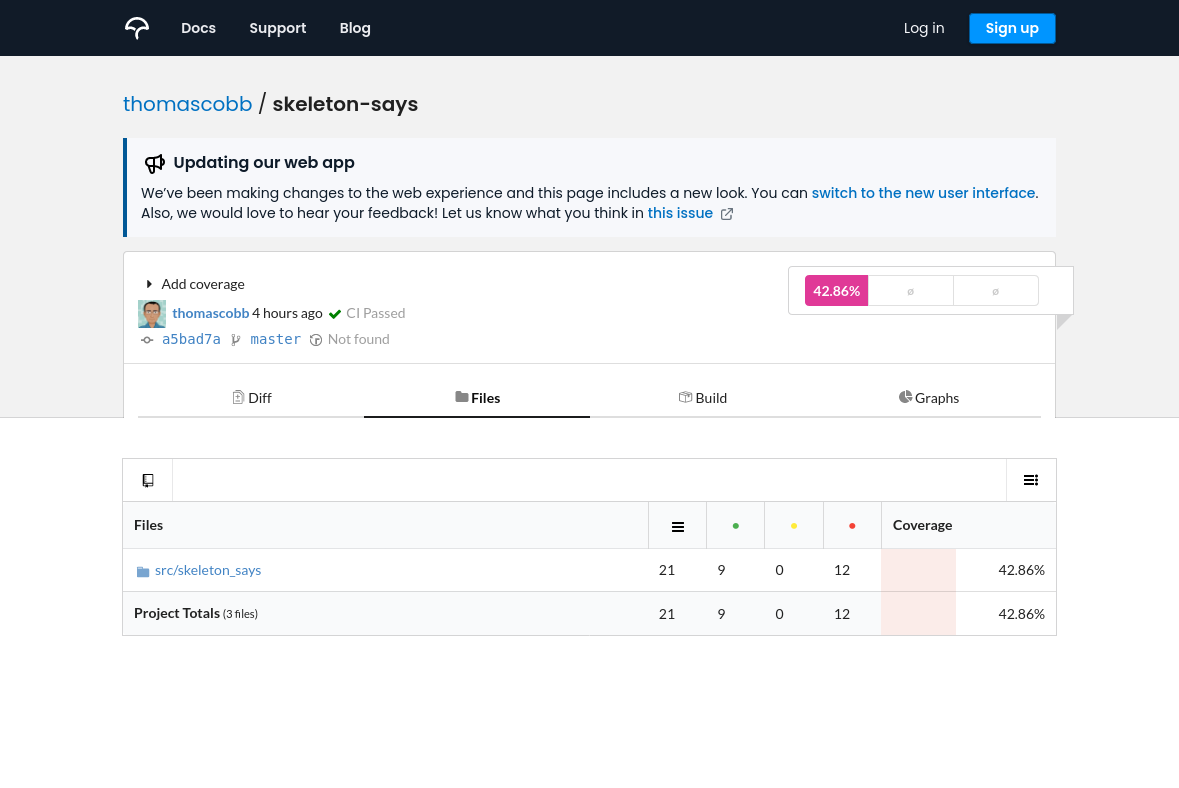 Docs Support Blog Log in Sign up
thomascobb / skeleton-says
Updating our web app
We’ve been making changes to the web experience and this page includes a new look. You can switch to the new user interface.
Also, we would love to hear your feedback! Let us know what you think in this issue
Add coverage
42.86% ø ø
thomascobb 4 hours ago CI Passed
a5bad7a master Not found
Diff Files Build Graphs
Files Coverage
src/skeleton_says 21 9 0 12 42.86%
Project Totals (3 files) 21 9 0 12 42.86%